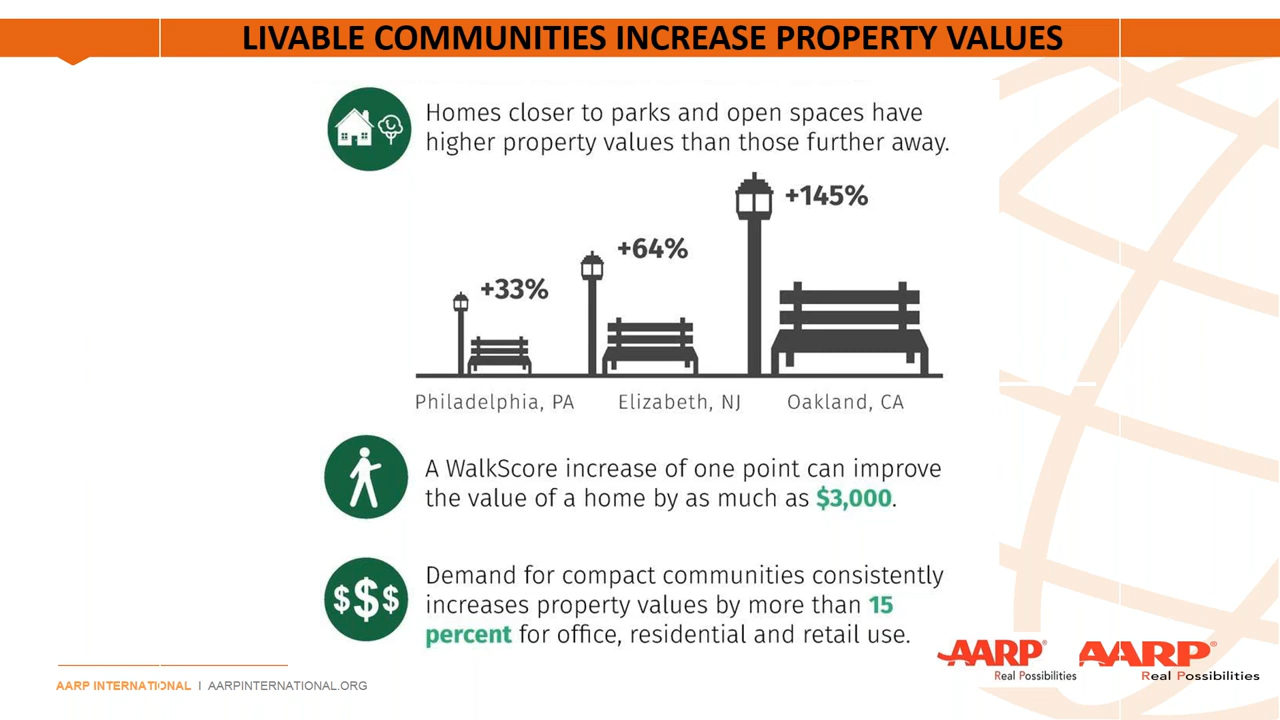 LIVABLE COMMUNITIES INCREASE PROPERTY VALUES
Homes closer to parks and open spaces have
higher property values than those further away.
+145%
+64%
+33%
Philadelphia, PA
Elizabeth, NJ
Oakland, CA
A WalkScore increase of one point can improve
the value of a home by as much as $3,000.
$$$
Demand for compact communities consistently
increases property values by more than 15
percent for office, residential and retail use.
AARP®
Real Possibilities
AARP®
Real Possibilities
AARP INTERNATIONAL | AARPINTERNATIONAL.ORG